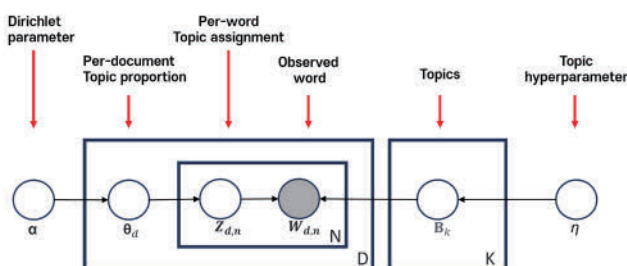 Dirichlet
parameter
Per-document
Topic proportion
Per-word
Topic assignment
Observed
word
Topics
Topic
hyperparameter
α
θ𝑑
Z𝑑,𝑛
W𝑑,𝑛
N
D
B𝑘
K
η